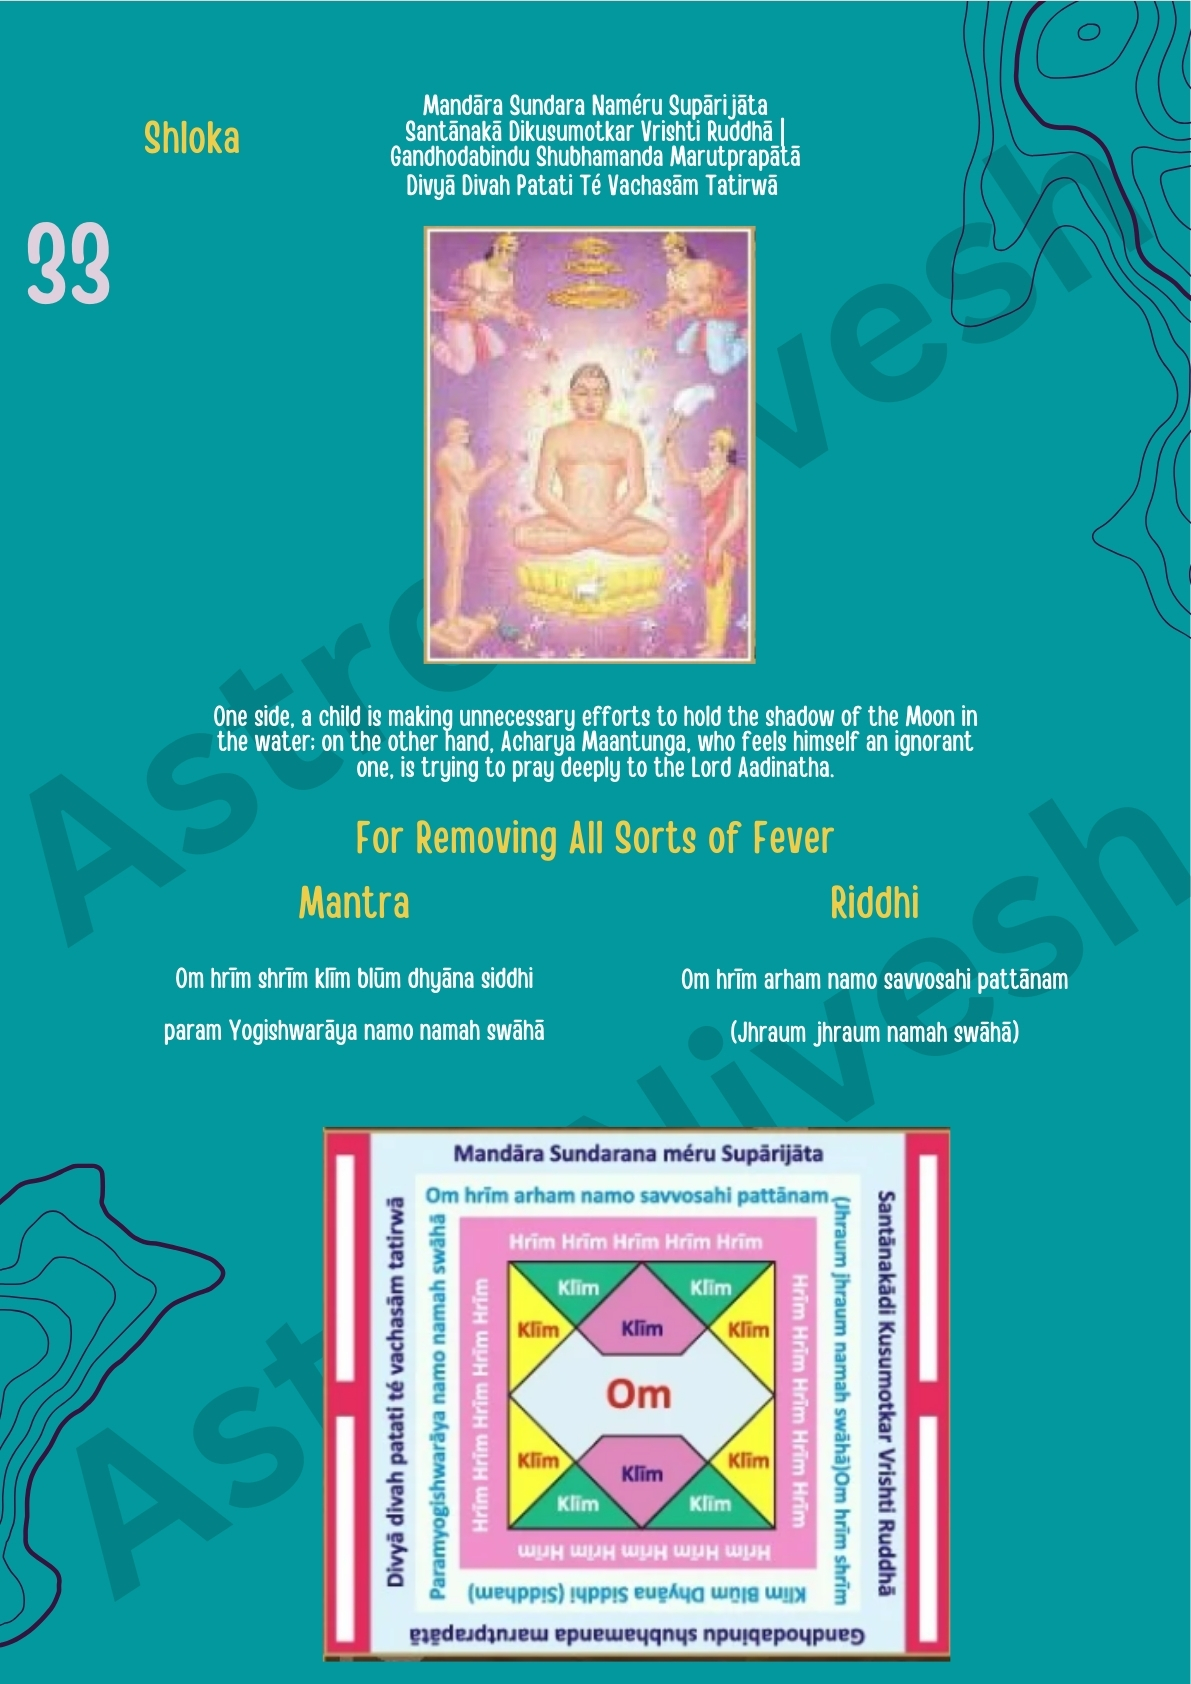 Shloka
33
Mandāra Sundara Naméru Supārijāta
Santānakā Dikusumotkar Vrishti Ruddhā |
Gandhodabindu Shubhamanda Marutprapātā
Divyā Divah Patati Té Vachasām Tatirwā
One side, a child is making unnecessary efforts to hold the shadow of the Moon in
the water; on the other hand, Acharya Maantunga, who feels himself an ignorant
one, is trying to pray deeply to the Lord Aadinatha.
For Removing All Sorts of Fever
Mantra
Om hrīm shrīm klīm blūm dhyāna siddhi
param Yogishwarāya namo namah swāhā
Riddhi
Om hrīm arham namo savvosahi pattānam
(Jhraum jhraum namah swāhā)
Mandāra Sundarana méru Supārijāta
Santānakādi Kusumotkar Vrishti Ruddhā
Gandhodabindu shubhamanda marutprapātā
Divyā divah patati té vachasām tatirwā
Om hrīm arham namo savvosahi pattānam
(Jhraum jhraum namah swāhā)Om hrīm shrīm
Klīm Blūm Dhyāna Siddhi (Siddham)
Paramyogishwarāya namo namah swāhā
Hrīm Hrīm Hrīm Hrīm Hrīm
Hrīm Hrīm Hrīm Hrīm Hrīm
Hrīm Hrīm Hrīm Hrīm Hrīm
Hrīm Hrīm Hrīm Hrīm Hrīm
Klīm Klīm
Klīm Klīm Klīm
Om
Klīm Klīm Klīm
Klīm Klīm